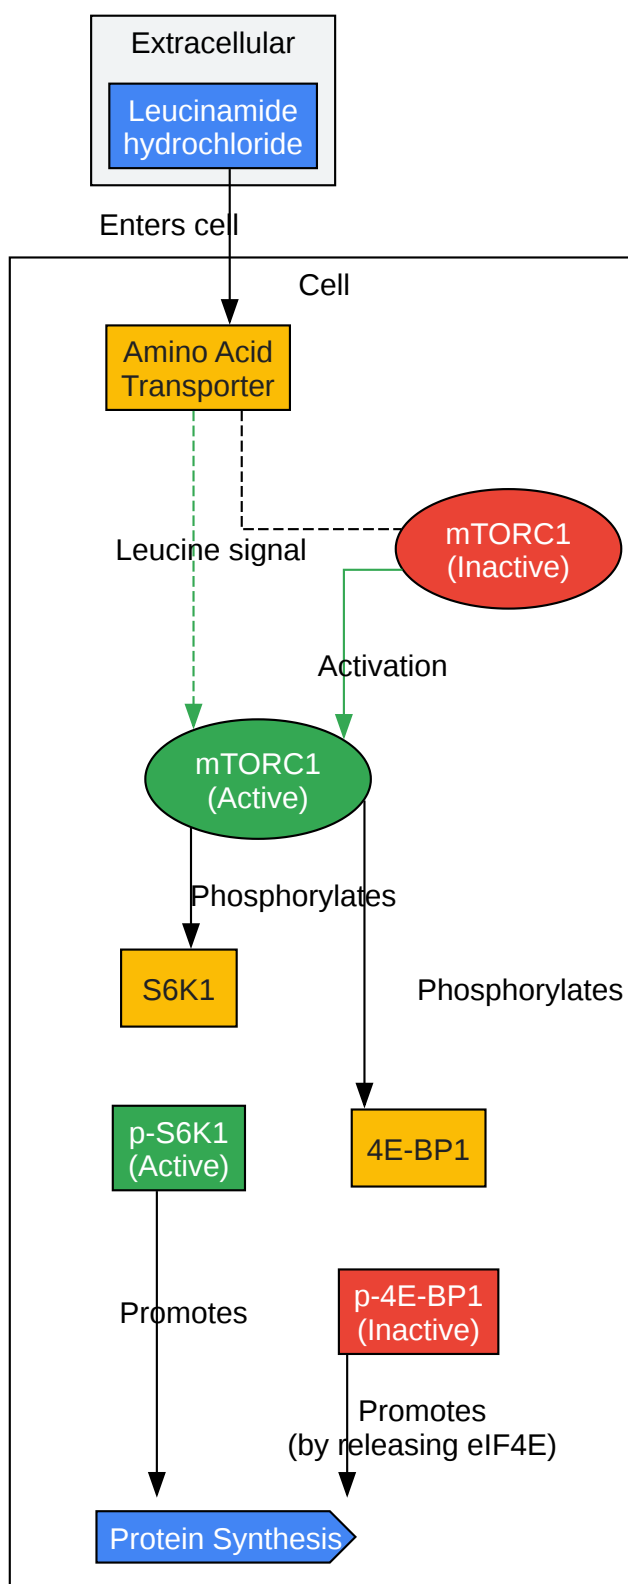 Extracellular
Leucinamide
hydrochloride
Enters cell
Cell
Amino Acid
Transporter
mTORC1
(Inactive)
Leucine signal
Activation
mTORC1
(Active)
Phosphorylates
S6K1
Phosphorylates
p-S6K1
(Active)
4E-BP1
p-4E-BP1
(Inactive)
Promotes
Promotes
(by releasing eIF4E)
Protein Synthesis